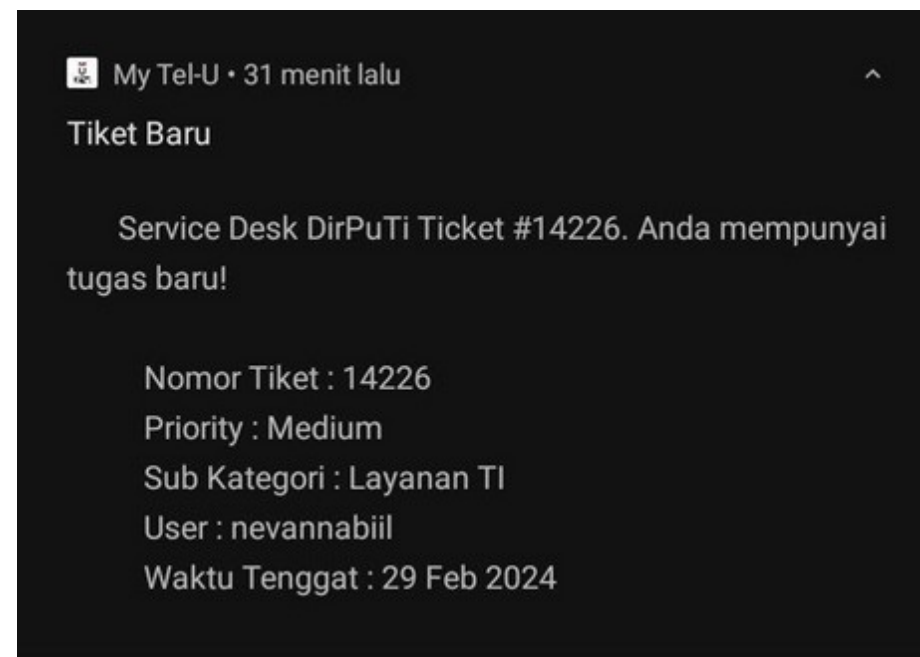 My Tel-U • 31 menit lalu
Tiket Baru
Service Desk DirPuTi Ticket #14226. Anda mempunyai
tugas baru!
Nomor Tiket : 14226
Priority : Medium
Sub Kategori : Layanan TI
User : nevannabiil
Waktu Tenggat : 29 Feb 2024